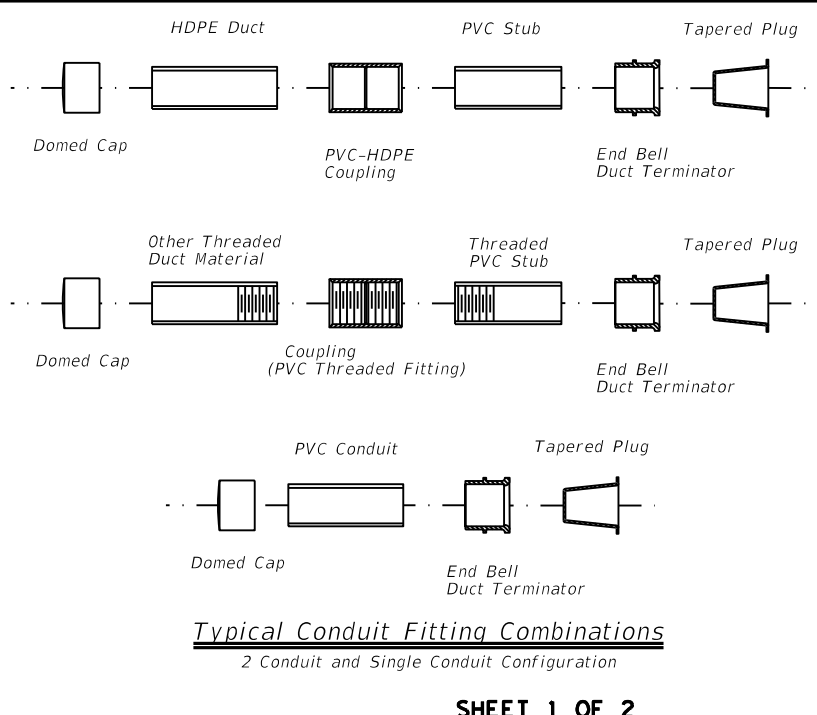 HDPE Duct
PVC Stub
Tapered Plug
Domed Cap
PVC-HDPE
Coupling
End Bell
Duct Terminator
Other Threaded
Duct Material
Threaded
PVC Stub
Tapered Plug
Domed Cap
Coupling
(PVC Threaded Fitting)
End Bell
Duct Terminator
PVC Conduit
Tapered Plug
Domed Cap
End Bell
Duct Terminator
Typical Conduit Fitting Combinations
2 Conduit and Single Conduit Configuration
SHEET 1 OF 2